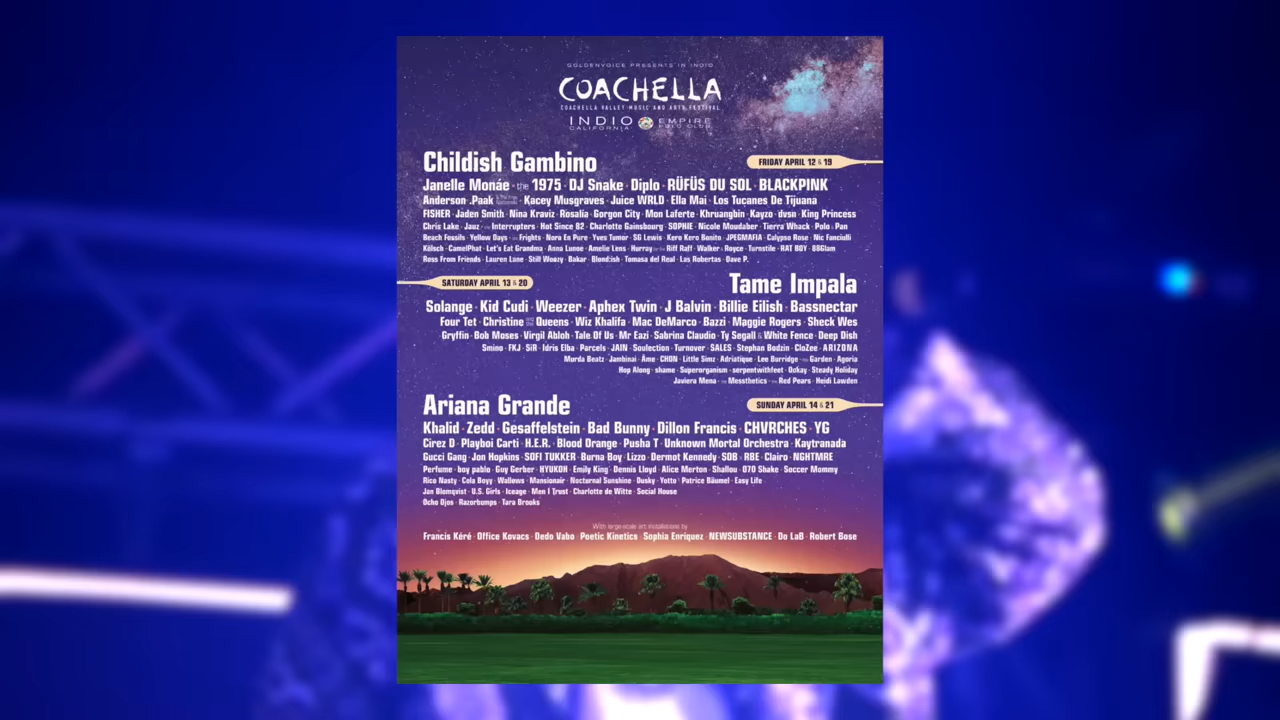 GOLDENVOICE PRESENTS IN INDIO
COACHELLA
COACHELLA VALLEY MUSIC AND ARTS FESTIVAL
INDIO CALIFORNIA EMPIRE POLO CLUB
Childish Gambino
FRIDAY APRIL 12 & 19
Janelle Monáe · the 1975 · DJ Snake · Diplo · RÜFÜS DU SOL · BLACKPINK
Anderson .Paak · Kacey Musgraves · Juice WRLD · Ella Mai · Los Tucanes De Tijuana
FISHER · Jaden Smith · Nina Kraviz · Rosalía · Gorgon City · Mon Laferte · Khruangbin · Kayzo · dvsn · King Princess
Chris Lake · Jauz · the Interrupters · Hot Since 82 · Charlotte Gainsbourg · SOPHIE · Nicole Moudaber · Tierra Whack · Polo · Pan
Beach Fossils · Yellow Days · the Frights · Nora En Pure · Yves Tumor · SG Lewis · Kero Kero Bonito · JPEGMAFIA · Calypso Rose · Nic Fanciulli
Kölsch · CamelPhat · Let's Eat Grandma · Anna Lunoe · Amelie Lens · Hurray for the Riff Raff · Walker & Royce · Turnstile · RAT BOY · 88Glam
Ross From Friends · Lauren Lane · Still Woozy · Bakar · Blond:ish · Tomasa del Real · Las Robertas · Dave P.
SATURDAY APRIL 13 & 20
Tame Impala
Solange · Kid Cudi · Weezer · Aphex Twin · J Balvin · Billie Eilish · Bassnectar
Four Tet · Christine and the Queens · Wiz Khalifa · Mac DeMarco · Bazzi · Maggie Rogers · Sheck Wes
Gryffin · Bob Moses · Virgil Abloh · Tale Of Us · Mr Eazi · Sabrina Claudio · Ty Segall & White Fence · Deep Dish
Smino · FKJ · SiR · Idris Elba · Parcels · JAIN · Soulection · Turnover · SALES · Stephan Bodzin · CloZee · ARIZONA
Murda Beatz · Jambinai · Âme · CHON · Little Simz · Adriatique · Lee Burridge · the Garden · Agoria
Hop Along · shame · Superorganism · serpentwithfeet · Ookay · Steady Holiday
Javiera Mena · the Messthetics · the Red Pears · Heidi Lawden
Ariana Grande
SUNDAY APRIL 14 & 21
Khalid · Zedd · Gesaffelstein · Bad Bunny · Dillon Francis · CHVRCHES · YG
Cirez D · Playboi Carti · H.E.R. · Blood Orange · Pusha T · Unknown Mortal Orchestra · Kaytranada
Gucci Gang · Jon Hopkins · SOFI TUKKER · Burna Boy · Lizzo · Dermot Kennedy · SOB × RBE · Clairo · NGHTMRE
Perfume · boy pablo · Guy Gerber · HYUKOH · Emily King · Dennis Lloyd · Alice Merton · Shallou · 070 Shake · Soccer Mommy
Rico Nasty · Cola Boyy · Wallows · Mansionair · Nocturnal Sunshine · Dusky · Yotto · Patrice Bäumel · Easy Life
Jan Blomqvist · U.S. Girls · Iceage · Men I Trust · Charlotte de Witte · Social House
Ocho Ojos · Razorbumps · Tara Brooks
With large-scale art installations by
Francis Kéré · Office Kovacs · Dedo Vabo · Poetic Kinetics · Sophia Enriquez · NEWSUBSTANCE · Do LaB · Robert Bose